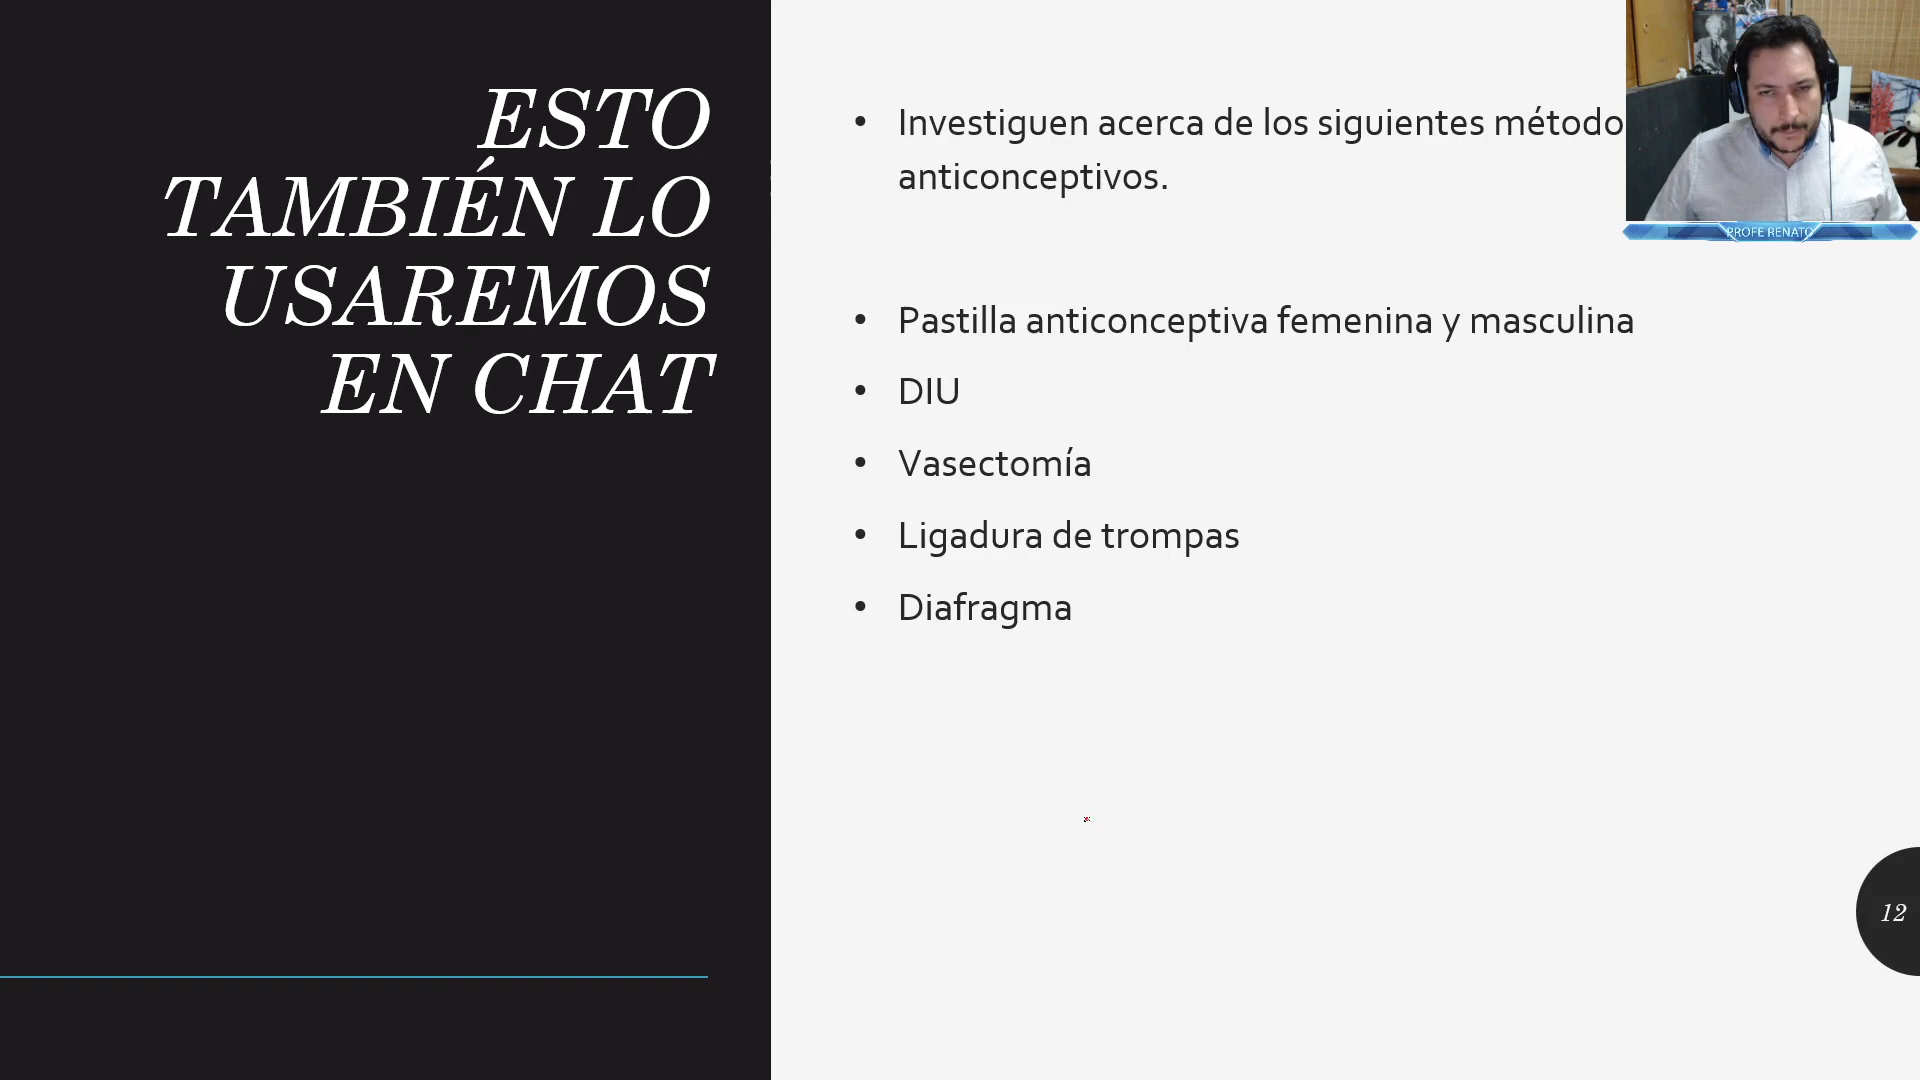 ESTO
TAMBIÉN LO
USAREMOS
EN CHAT
• Investiguen acerca de los siguientes método
anticonceptivos.
• Pastilla anticonceptiva femenina y masculina
• DIU
• Vasectomía
• Ligadura de trompas
• Diafragma
PROFE RENATO
12